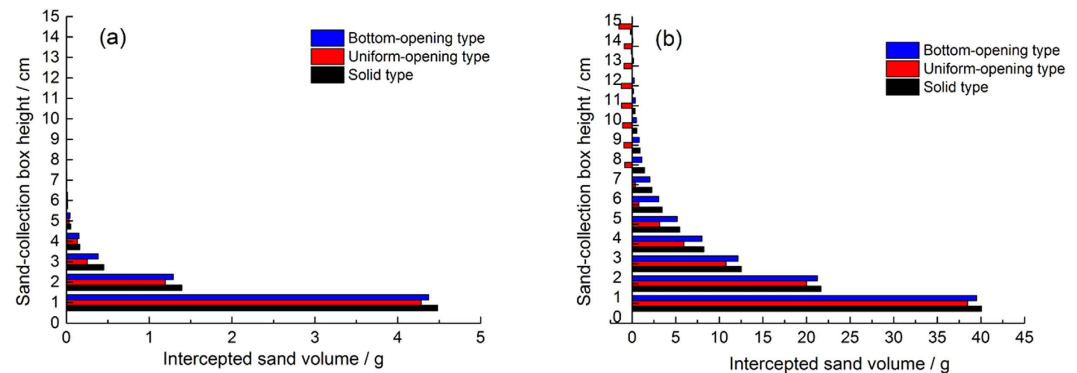 (a)
Bottom-opening type
Uniform-opening type
Solid type
Sand-collection box height / cm
15
14
13
12
11
10
9
8
7
6
5
4
3
2
1
0
0 1 2 3 4 5
Intercepted sand volume / g
(b)
Bottom-opening type
Uniform-opening type
Solid type
Sand-collection box height / cm
15
14
13
12
11
10
9
8
7
6
5
4
3
2
1
0
0 5 10 15 20 25 30 35 40 45
Intercepted sand volume / g